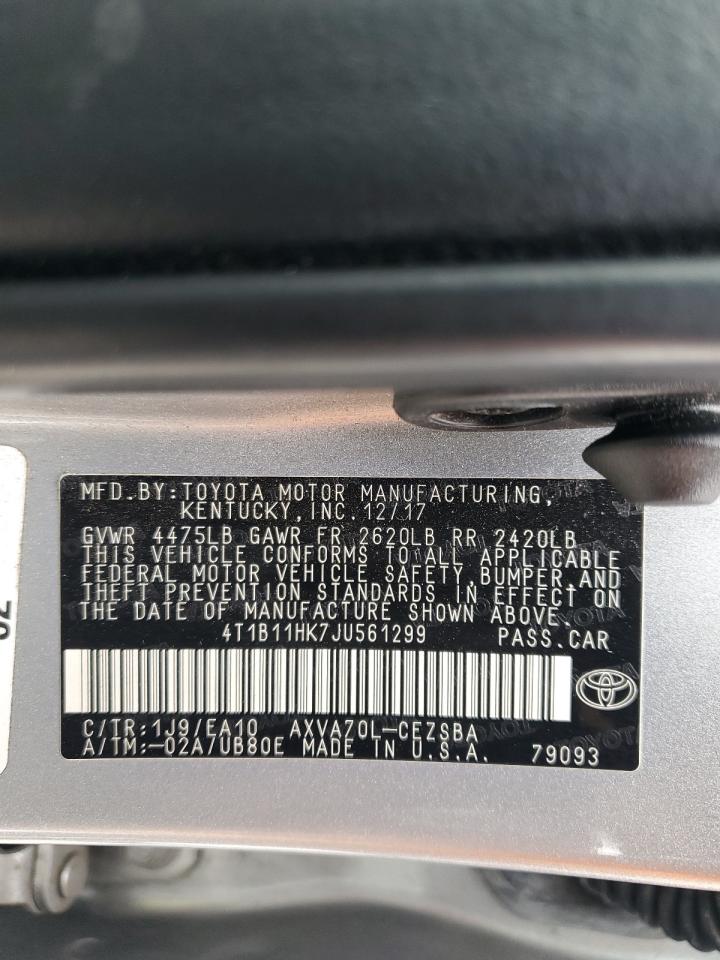 MFD.BY:TOYOTA MOTOR MANUFACTURING,
KENTUCKY,INC.12/17
GVWR 4475LB GAWR FR 2620LB RR 2420LB
THIS VEHICLE CONFORMS TO ALL APPLICABLE
FEDERAL MOTOR VEHICLE SAFETY,BUMPER,AND
THEFT PREVENTION STANDARDS IN EFFECT ON
THE DATE OF MANUFACTURE SHOWN ABOVE.
4T1B11HK7JU561299 PASS.CAR
C/TR:1J9/EA10 AXVA70L-CEZSBA
A/TM:-02A/UB80E MADE IN U.S.A. 79093